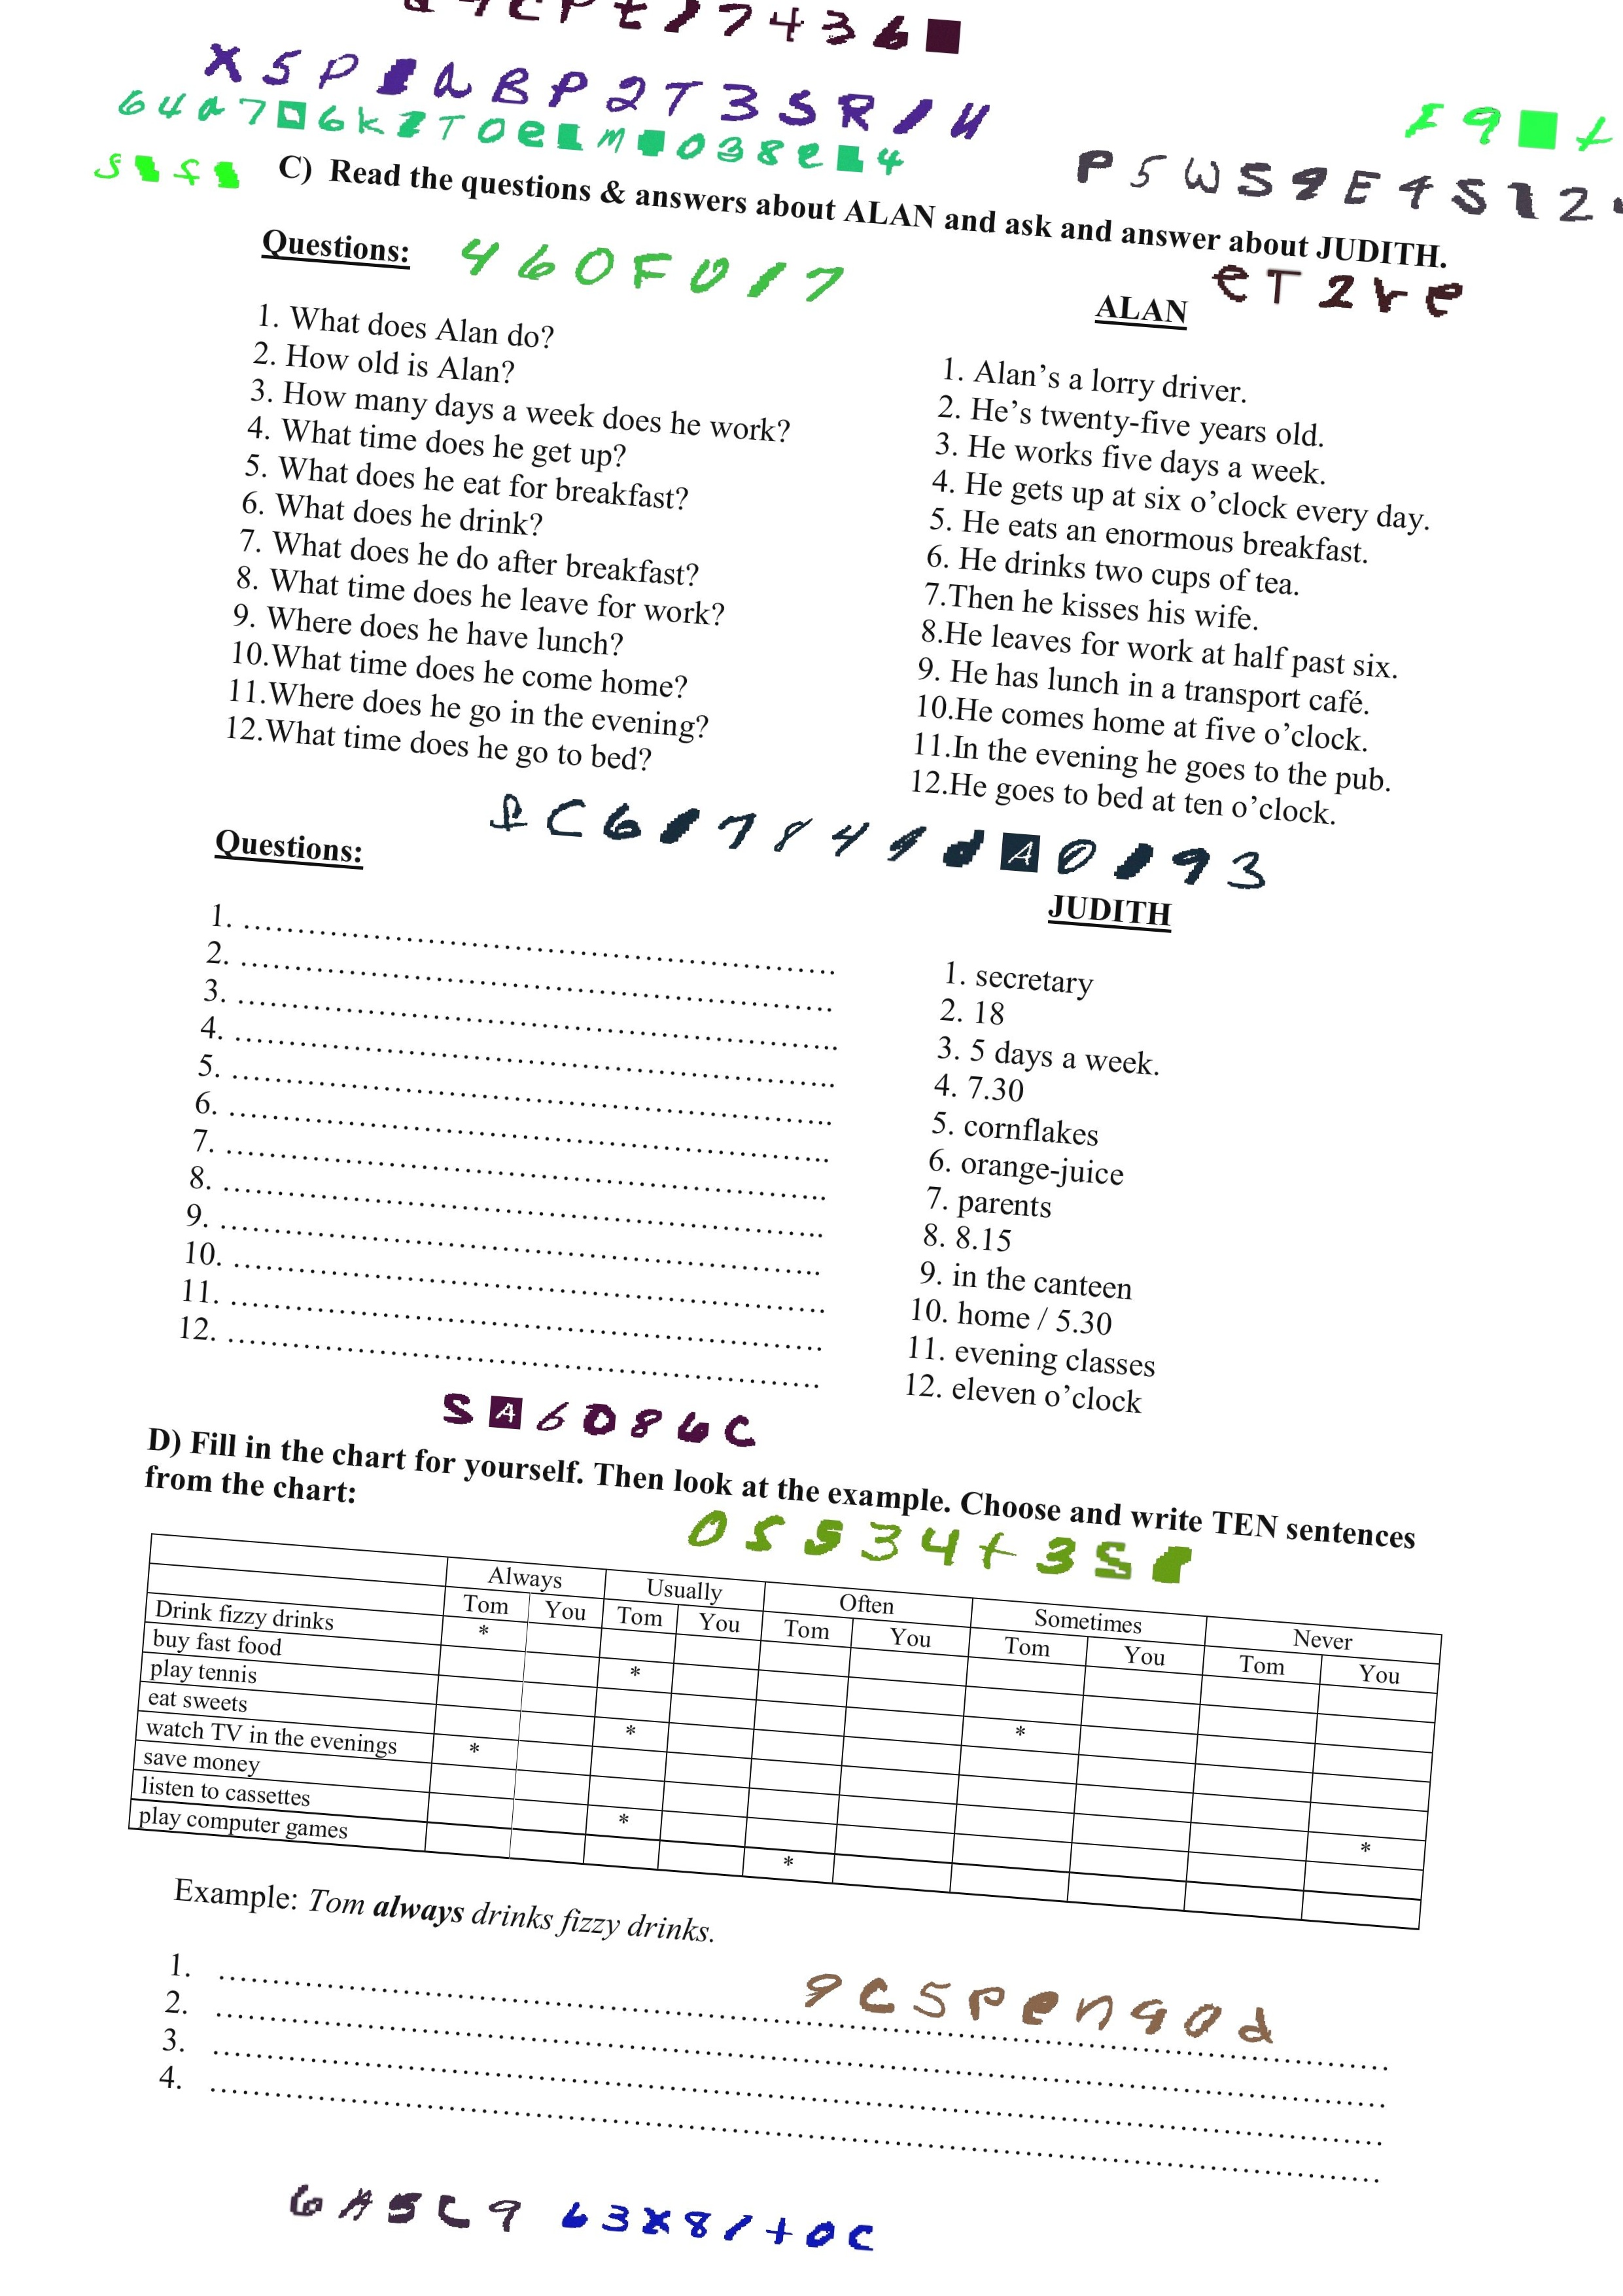 C) Read the questions & answers about ALAN and ask and answer about JUDITH.
Questions:
460F017
eT2re
ALAN
1. What does Alan do?
2. How old is Alan?
3. How many days a week does he work?
4. What time does he get up?
5. What does he eat for breakfast?
6. What does he drink?
7. What does he do after breakfast?
8. What time does he leave for work?
9. Where does he have lunch?
10.What time does he come home?
11.Where does he go in the evening?
12.What time does he go to bed?
1. Alan’s a lorry driver.
2. He’s twenty-five years old.
3. He works five days a week.
4. He gets up at six o’clock every day.
5. He eats an enormous breakfast.
6. He drinks two cups of tea.
7.Then he kisses his wife.
8.He leaves for work at half past six.
9. He has lunch in a transport café.
10.He comes home at five o’clock.
11.In the evening he goes to the pub.
12.He goes to bed at ten o’clock.
Questions:
JUDITH
1.
2.
3.
4.
5.
6.
7.
8.
9.
10.
11.
12.
1. secretary
2. 18
3. 5 days a week.
4. 7.30
5. cornflakes
6. orange-juice
7. parents
8. 8.15
9. in the canteen
10. home / 5.30
11. evening classes
12. eleven o’clock
SA6086C
D) Fill in the chart for yourself. Then look at the example. Choose and write TEN sentences
from the chart:
Always Usually Often Sometimes Never
Tom You Tom You Tom You Tom You Tom You
Drink fizzy drinks *
buy fast food *
play tennis *
eat sweets *
watch TV in the evenings *
save money *
listen to cassettes *
play computer games *
Example: Tom always drinks fizzy drinks.
9C5Pen90d
1.
2.
3.
4.
6A5C9 63X81+0C